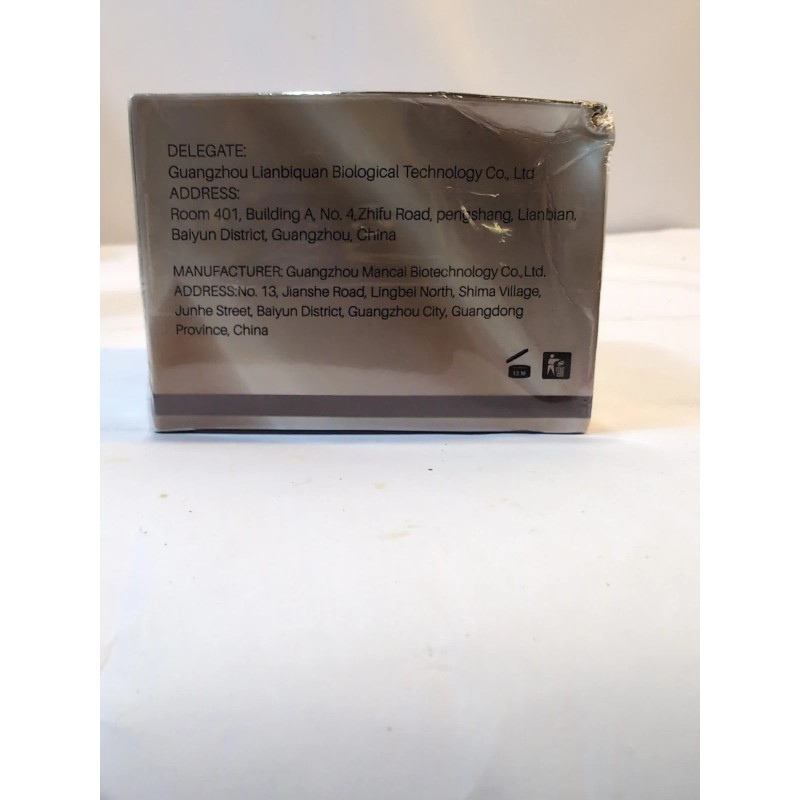 DELEGATE:
Guangzhou Lianbiquan Biological Technology Co., Ltd
ADDRESS:
Room 401, Building A, No. 4,Zhifu Road, pengshang, Lianbian,
Baiyun District, Guangzhou, China
MANUFACTURER: Guangzhou Mancai Biotechnology Co.,Ltd.
ADDRESS:No. 13, Jianshe Road, Lingbei North, Shima Village,
Junhe Street, Baiyun District, Guangzhou City, Guangdong
Province, China
12 M